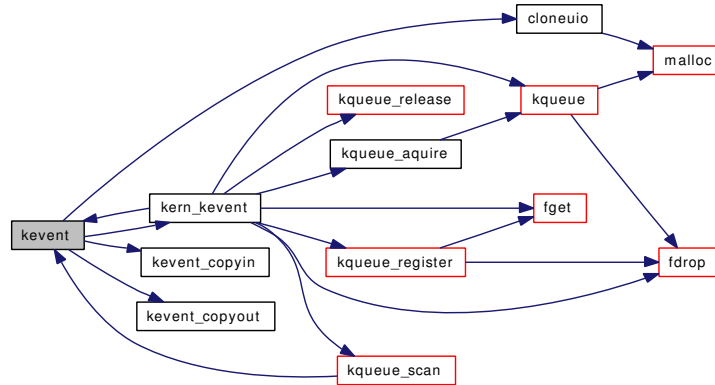 cloneuio
malloc
kqueue_release
kqueue
kqueue_aquire
kern_kevent
fget
kevent
kevent_copyin
kqueue_register
fdrop
kevent_copyout
kqueue_scan